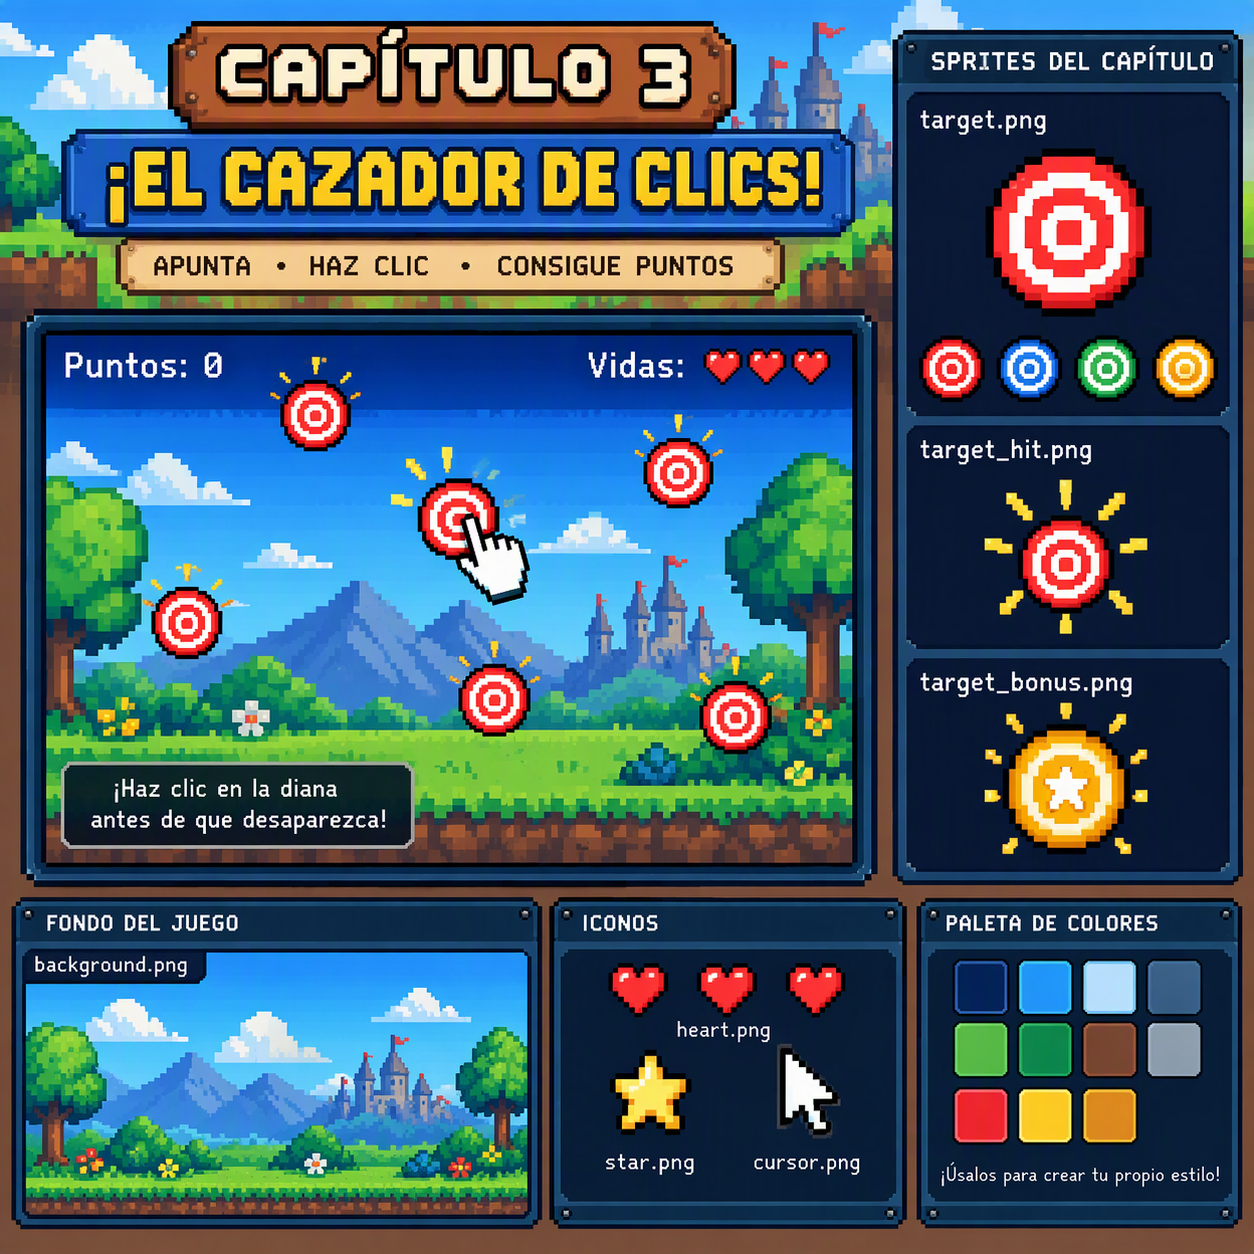 CAPÍTULO 3
¡EL CAZADOR DE CLICS!
APUNTA • HAZ CLIC • CONSIGUE PUNTOS
Puntos: 0
Vidas:
¡Haz clic en la diana
antes de que desaparezca!
SPRITES DEL CAPÍTULO
target.png
target_hit.png
target_bonus.png
FONDO DEL JUEGO
background.png
ICONOS
heart.png
star.png
cursor.png
PALETA DE COLORES
¡Úsalos para crear tu propio estilo!